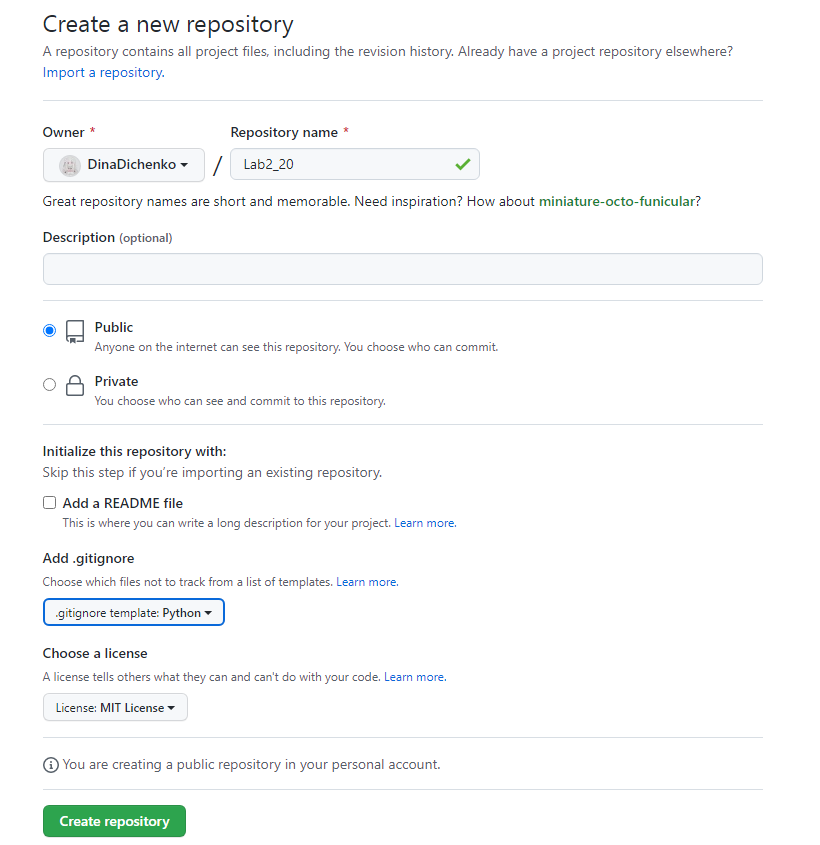 Create a new repository
A repository contains all project files, including the revision history. Already have a project repository elsewhere?
Import a repository.
Owner * Repository name *
DinaDichenko / Lab2_20
Great repository names are short and memorable. Need inspiration? How about miniature-octo-funicular?
Description (optional)
Public
Anyone on the internet can see this repository. You choose who can commit.
Private
You choose who can see and commit to this repository.
Initialize this repository with:
Skip this step if you're importing an existing repository.
Add a README file
This is where you can write a long description for your project. Learn more.
Add .gitignore
Choose which files not to track from a list of templates. Learn more.
.gitignore template: Python
Choose a license
A license tells others what they can and can't do with your code. Learn more.
License: MIT License
You are creating a public repository in your personal account.
Create repository